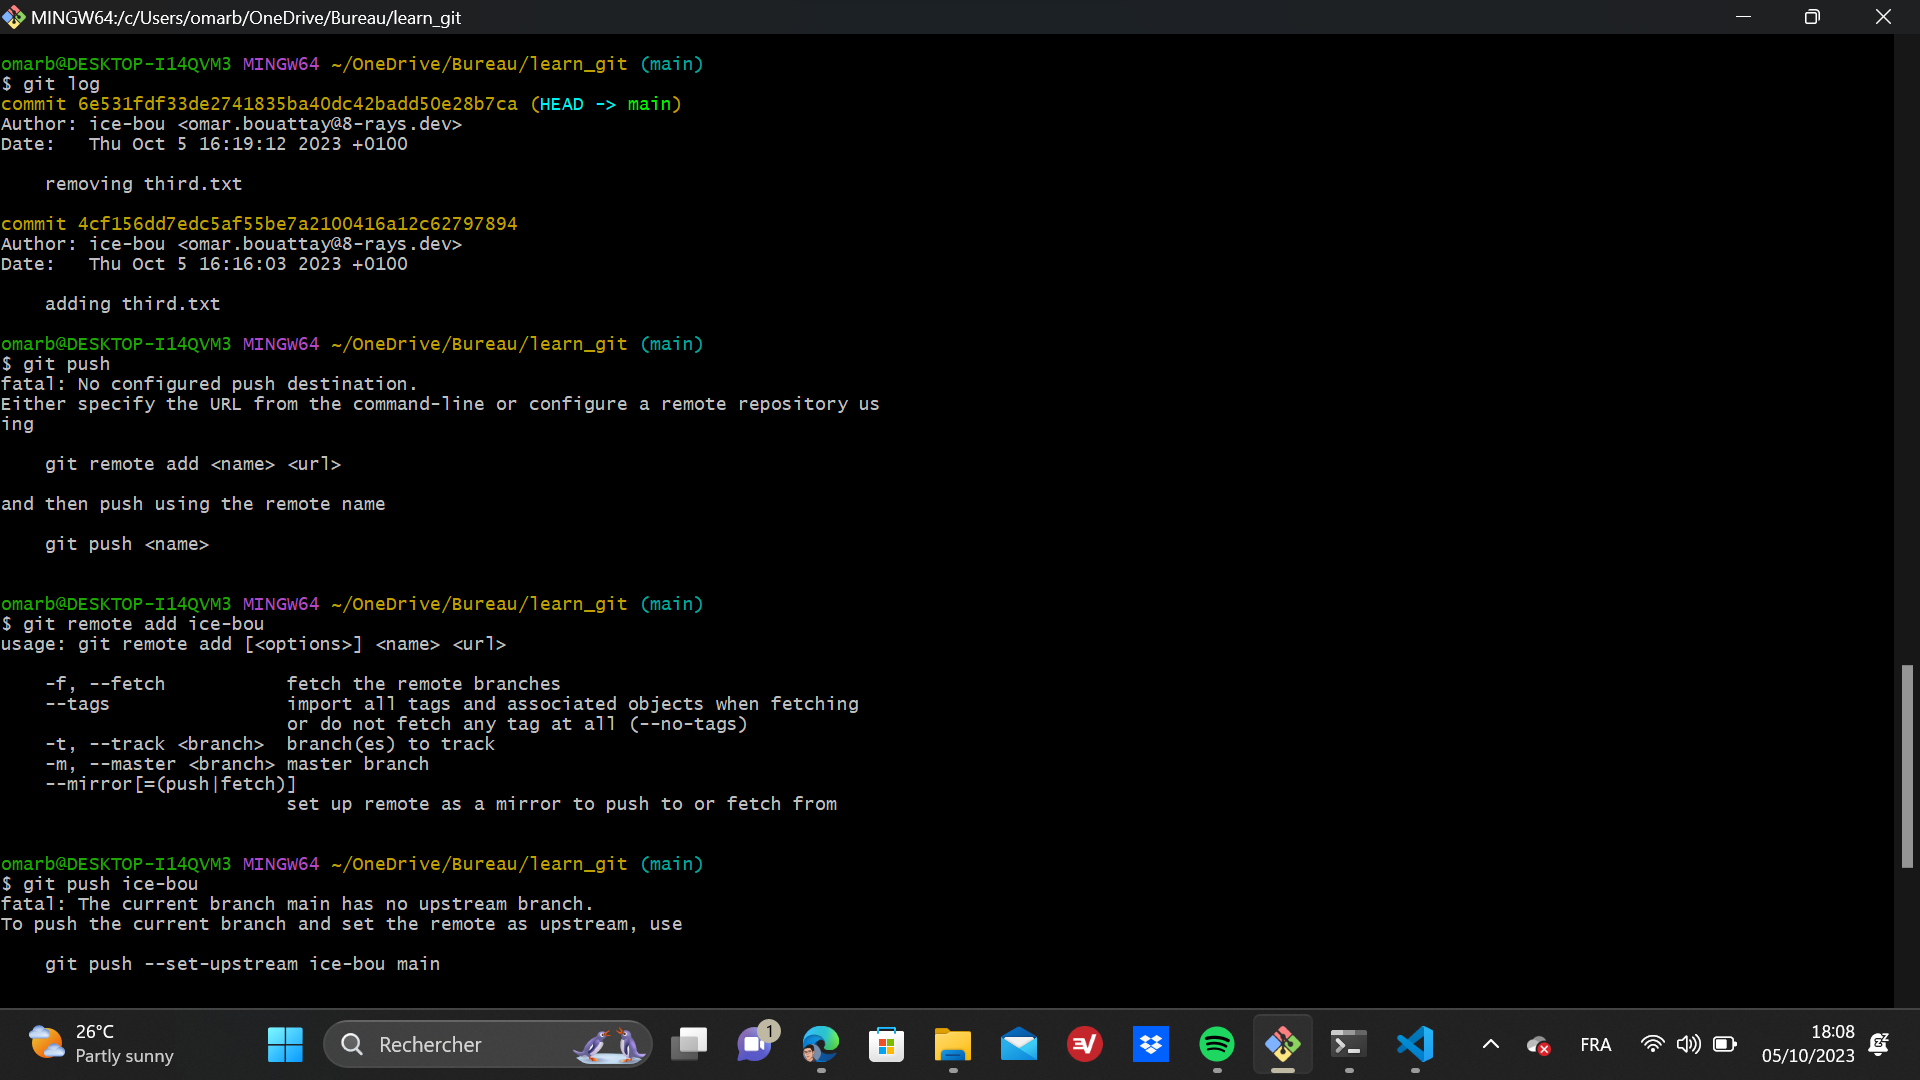 MINGW64:/c/Users/omarb/OneDrive/Bureau/learn_git
omarb@DESKTOP-I14QVM3 MINGW64 ~/OneDrive/Bureau/learn_git (main)
$ git log
commit 6e531fdf33de2741835ba40dc42badd50e28b7ca (HEAD -> main)
Author: ice-bou <omar.bouattay@8-rays.dev>
Date:   Thu Oct 5 16:19:12 2023 +0100
removing third.txt
commit 4cf156dd7edc5af55be7a2100416a12c62797894
Author: ice-bou <omar.bouattay@8-rays.dev>
Date:   Thu Oct 5 16:16:03 2023 +0100
adding third.txt
omarb@DESKTOP-I14QVM3 MINGW64 ~/OneDrive/Bureau/learn_git (main)
$ git push
fatal: No configured push destination.
Either specify the URL from the command-line or configure a remote repository us
ing
git remote add <name> <url>
and then push using the remote name
git push <name>
omarb@DESKTOP-I14QVM3 MINGW64 ~/OneDrive/Bureau/learn_git (main)
$ git remote add ice-bou
usage: git remote add [<options>] <name> <url>
-f, --fetch           fetch the remote branches
--tags                import all tags and associated objects when fetching
or do not fetch any tag at all (--no-tags)
-t, --track <branch>  branch(es) to track
-m, --master <branch> master branch
--mirror[=(push|fetch)]
set up remote as a mirror to push to or fetch from
omarb@DESKTOP-I14QVM3 MINGW64 ~/OneDrive/Bureau/learn_git (main)
$ git push ice-bou
fatal: The current branch main has no upstream branch.
To push the current branch and set the remote as upstream, use
git push --set-upstream ice-bou main
26°C
Partly sunny
Rechercher
1
FRA
18:08
05/10/2023